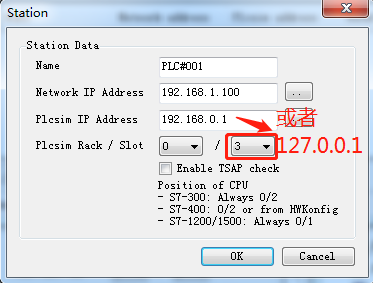 Station
Station Data
Name PLC#001
Network IP Address 192.168.1.100 ..
Plcsim IP Address 192.168.0.1 或者
Plcsim Rack / Slot 0 / 3 127.0.0.1
Enable TSAP check
Position of CPU
- S7-300: Always 0/2
- S7-400: 0/2 or from HWKonfig
- S7-1200/1500: Always 0/1
OK Cancel